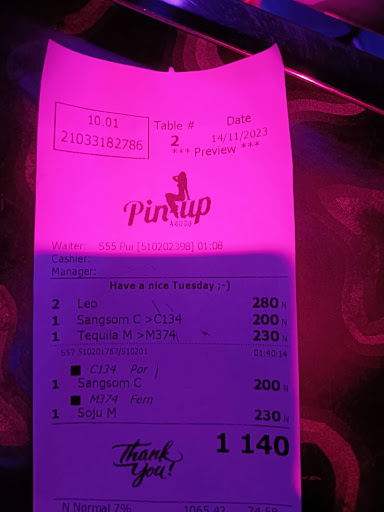 10.01
21033182786
Table #
2
Date
14/11/2023
*** Preview ***
Pin up
Waiter: S55 Pui [510202398] 01:08
Cashier:
Manager:
Have a nice Tuesday ;-)
2 Leo 280 N
1 Sangsom C >C134 200 N
1 Tequila M >M374 230 N
S57 510201767/510201 01:40:14
■ C134 Por
1 Sangsom C 200 N
■ M374 Fern
1 Soju M 230 N
Thank You!
1 140
N Normal 7% 1065.42 74.58